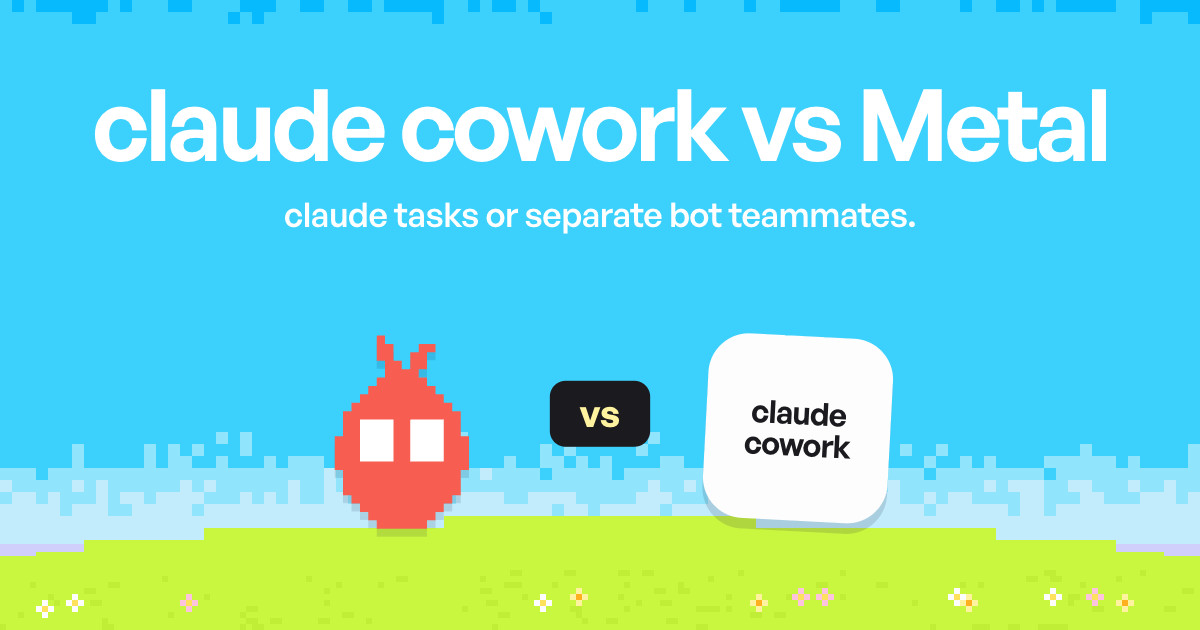 claude cowork vs Metal
claude tasks or separate bot teammates.
vs
claude
cowork